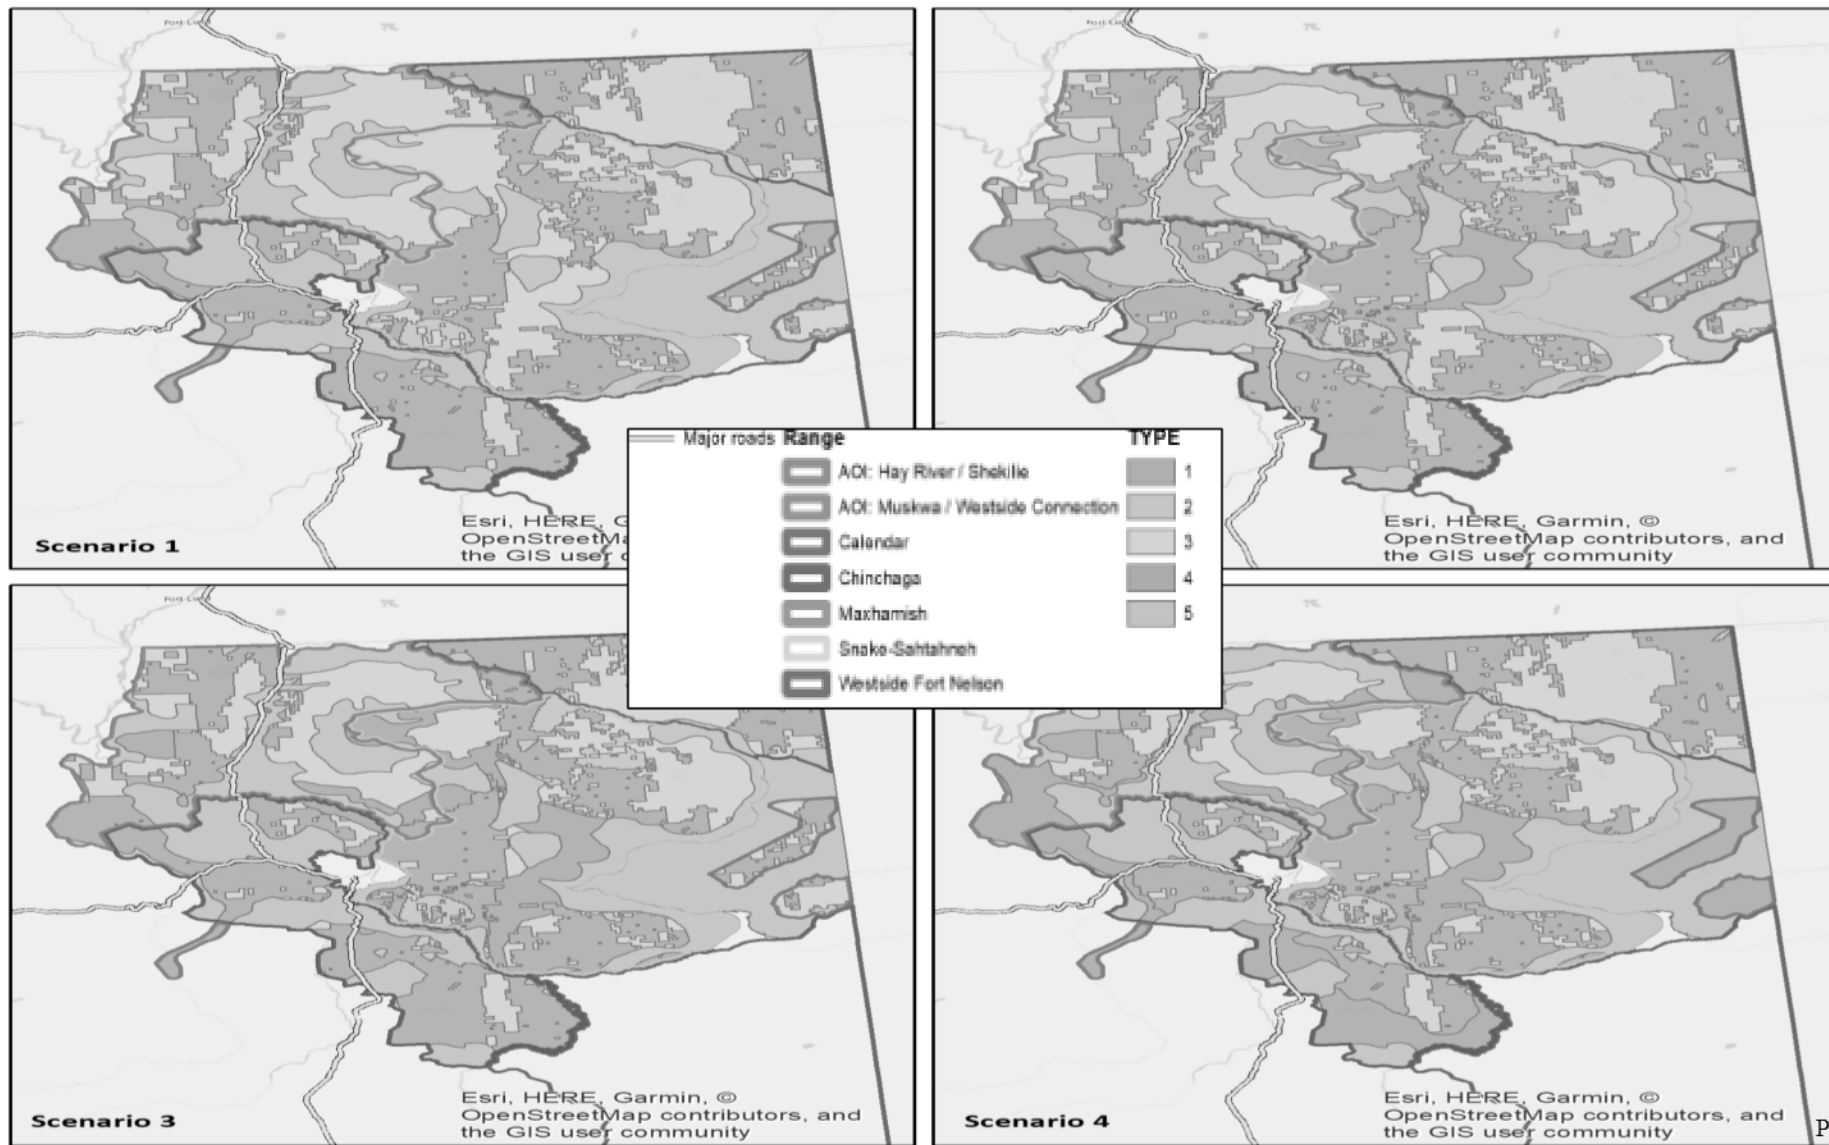 Scenario 1
Esri, HERE, G
OpenStreetMa
the GIS user c
Esri, HERE, Garmin, ©
OpenStreetMap contributors, and
the GIS user community
Major roads
Range
AOI: Hay River / Shekilie
AOI: Muskwa / Westside Connection
Calendar
Chinchaga
Maxhamish
Snake-Sahtahneh
Westside Fort Nelson
TYPE
1
2
3
4
5
Scenario 3
Esri, HERE, Garmin, ©
OpenStreetMap contributors, and
the GIS user community
Scenario 4
Esri, HERE, Garmin, ©
OpenStreetMap contributors, and
the GIS user community
P